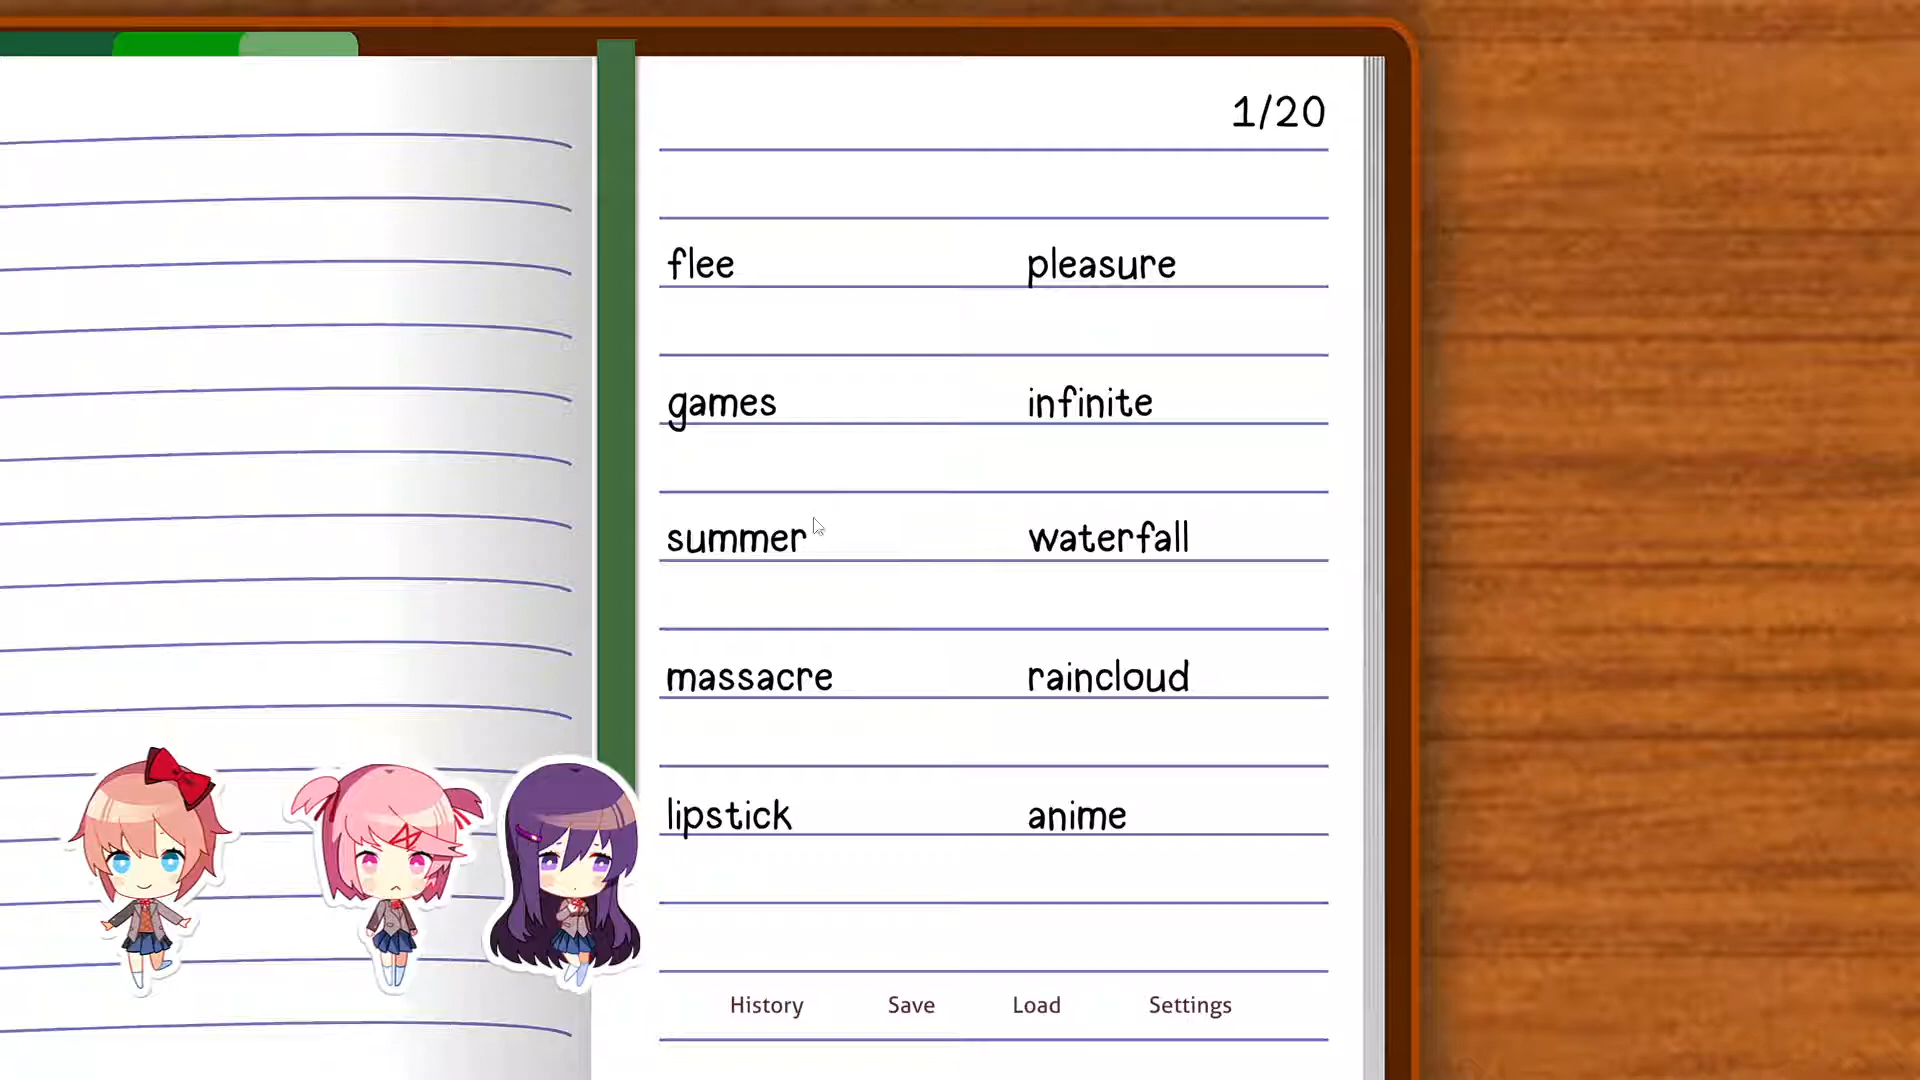 1/20
flee pleasure
games infinite
summer waterfall
massacre raincloud
lipstick anime
History Save Load Settings